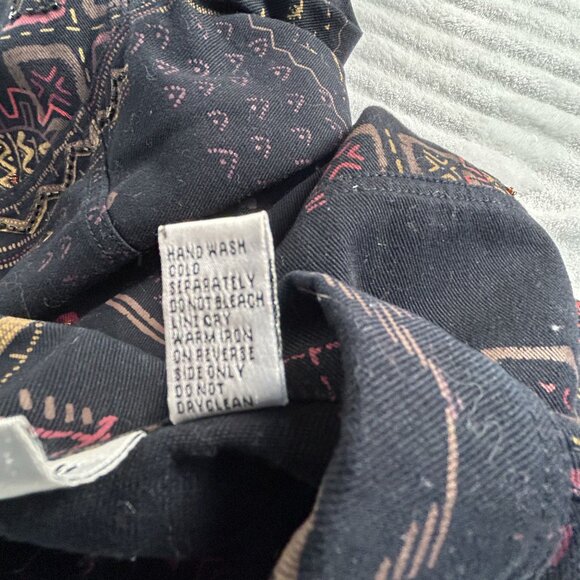 HAND WASH
COLD
SEPARATELY
DO NOT BLEACH
LINE DRY
WARM IRON
ON REVERSE
SIDE ONLY
DO NOT
DRYCLEAN